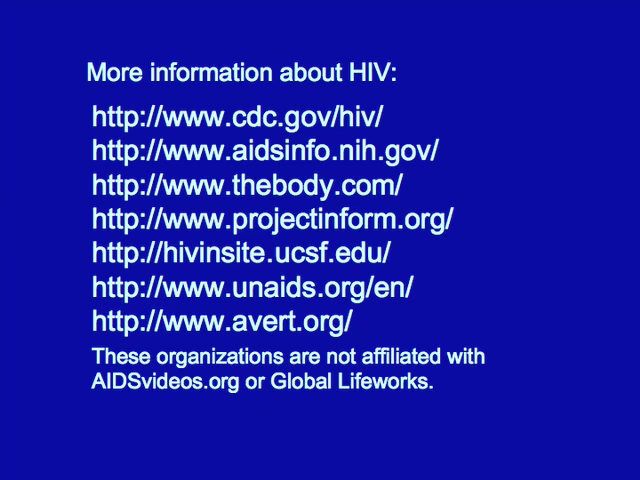 More information about HIV:
http://www.cdc.gov/hiv/
http://www.aidsinfo.nih.gov/
http://www.thebody.com/
http://www.projectinform.org/
http://hivinsite.ucsf.edu/
http://www.unaids.org/en/
http://www.avert.org/
These organizations are not affiliated with
AIDSvideos.org or Global Lifeworks.